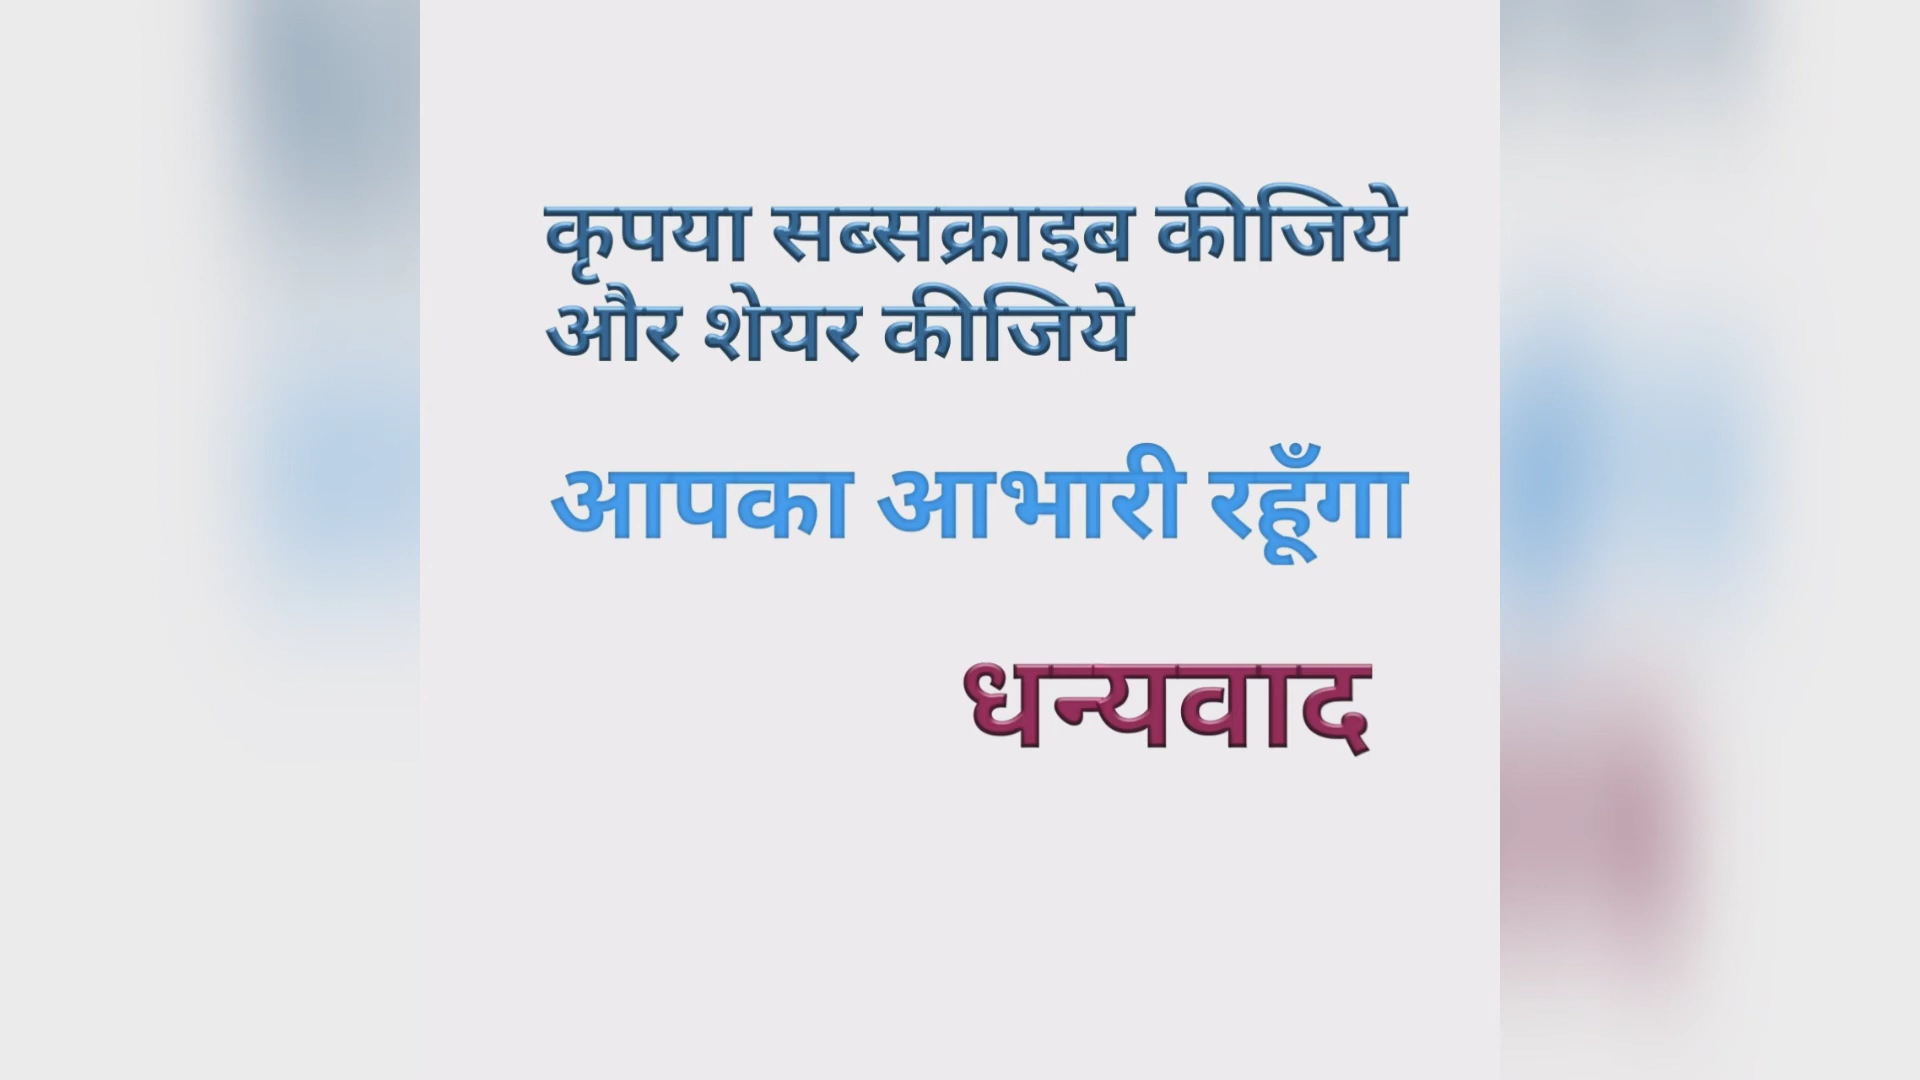 कृपया सब्सक्राइब कीजिये
और शेयर कीजिये
आपका आभारी रहूँगा
धन्यवाद